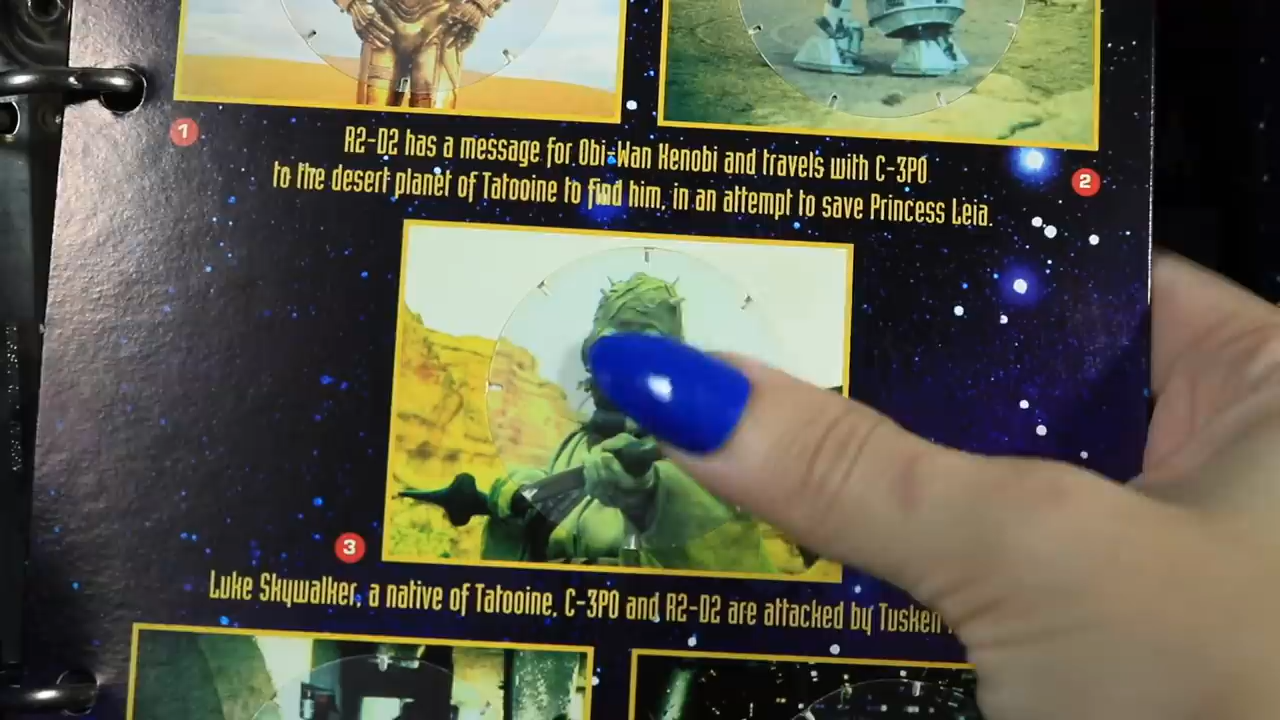 1
R2-D2 has a message for Obi-Wan Kenobi and travels with C-3PO
2
to the desert planet of Tatooine to find him, in an attempt to save Princess Leia.
3
Luke Skywalker, a native of Tatooine, C-3PO and R2-D2 are attacked by Tusken